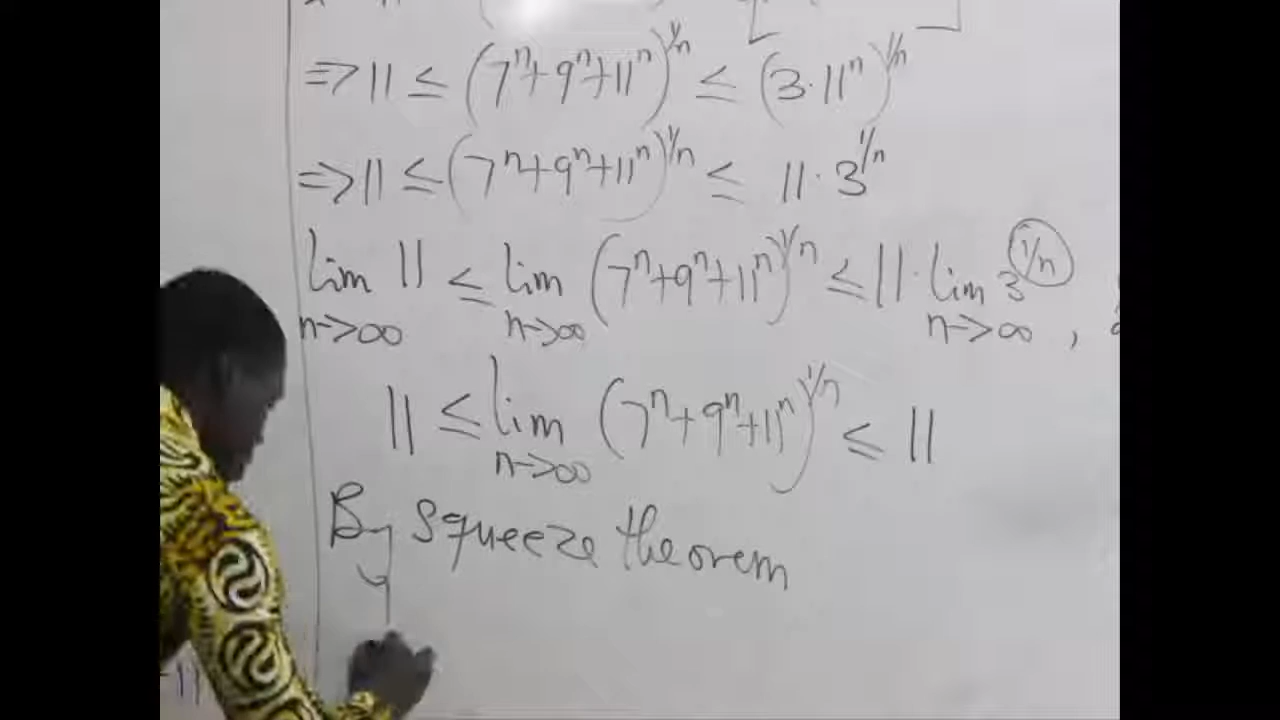 ⇒ 11 ≤ (7ⁿ+9ⁿ+11ⁿ)^1/n ≤ (3·11ⁿ)^1/n
⇒ 11 ≤ (7ⁿ+9ⁿ+11ⁿ)^1/n ≤ 11·3^1/n
lim n->∞ 11 ≤ lim n->∞ (7ⁿ+9ⁿ+11ⁿ)^1/n ≤ 11·lim n->∞ 3^1/n ,
11 ≤ lim n->∞ (7ⁿ+9ⁿ+11ⁿ)^1/n ≤ 11
By squeeze theorem